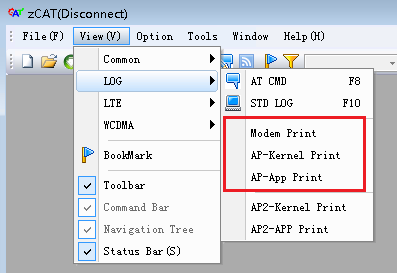 zCAT(Disconnect)
File(F) View(V) Option Tools Window Help(H)
Common
LOG
LTE
WCDMA
BookMark
Toolbar
Command Bar
Navigation Tree
Status Bar(S)
AT CMD F8
STD LOG F10
Modem Print
AP-Kernel Print
AP-App Print
AP2-Kernel Print
AP2-APP Print